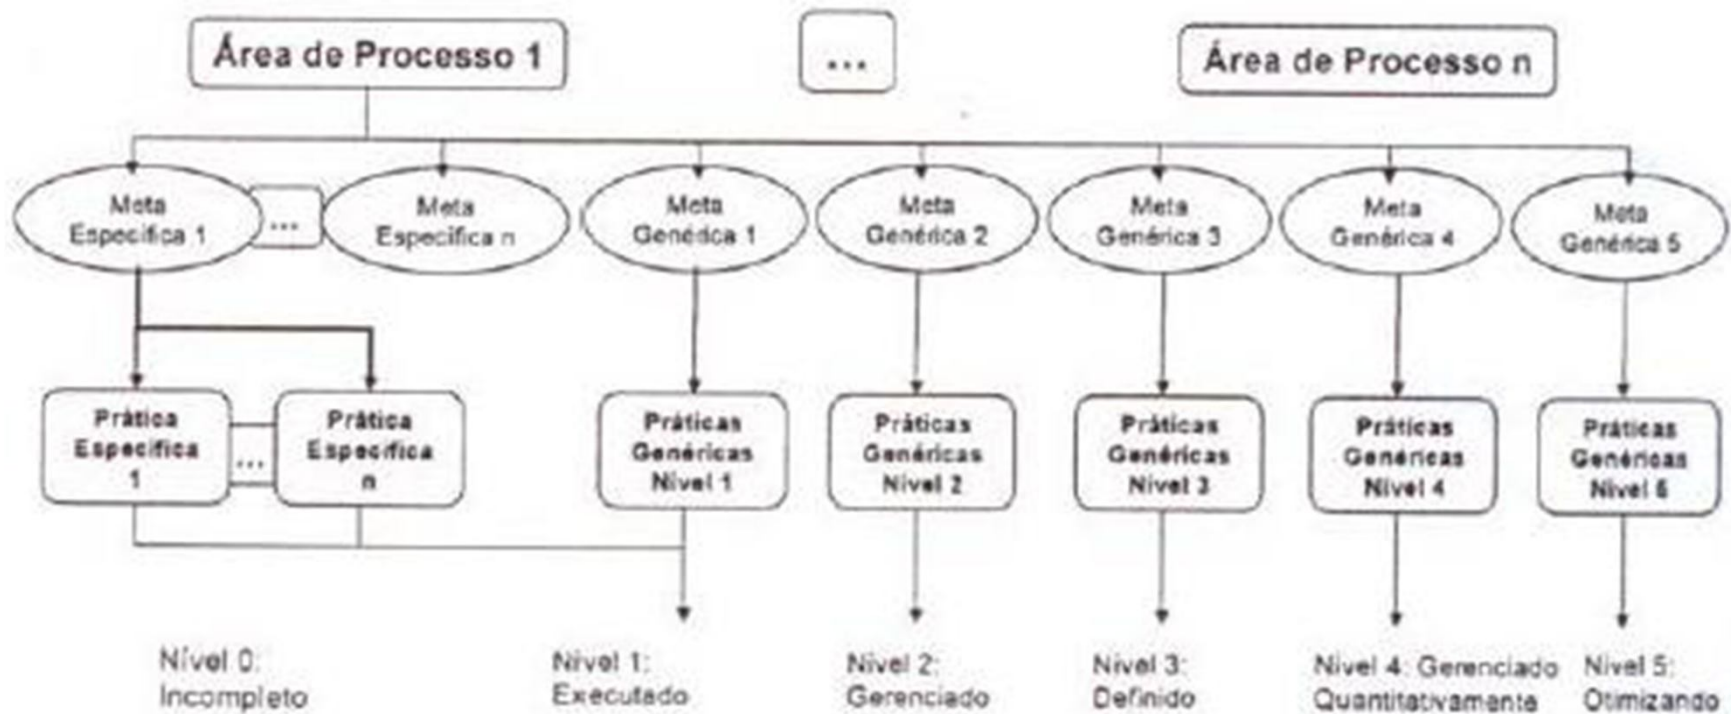 Área de Processo 1
...
Área de Processo n
Meta
Específica 1
...
Meta
Específica n
Meta
Genérica 1
Meta
Genérica 2
Meta
Genérica 3
Meta
Genérica 4
Meta
Genérica 5
Prática
Específica
1
...
Prática
Específica
n
Práticas
Genéricas
Nível 1
Práticas
Genéricas
Nível 2
Práticas
Genéricas
Nível 3
Práticas
Genéricas
Nível 4
Práticas
Genéricas
Nível 5
Nível 0:
Incompleto
Nível 1:
Executado
Nível 2:
Gerenciado
Nível 3:
Definido
Nível 4: Gerenciado
Quantitativamente
Nível 5:
Otimizando